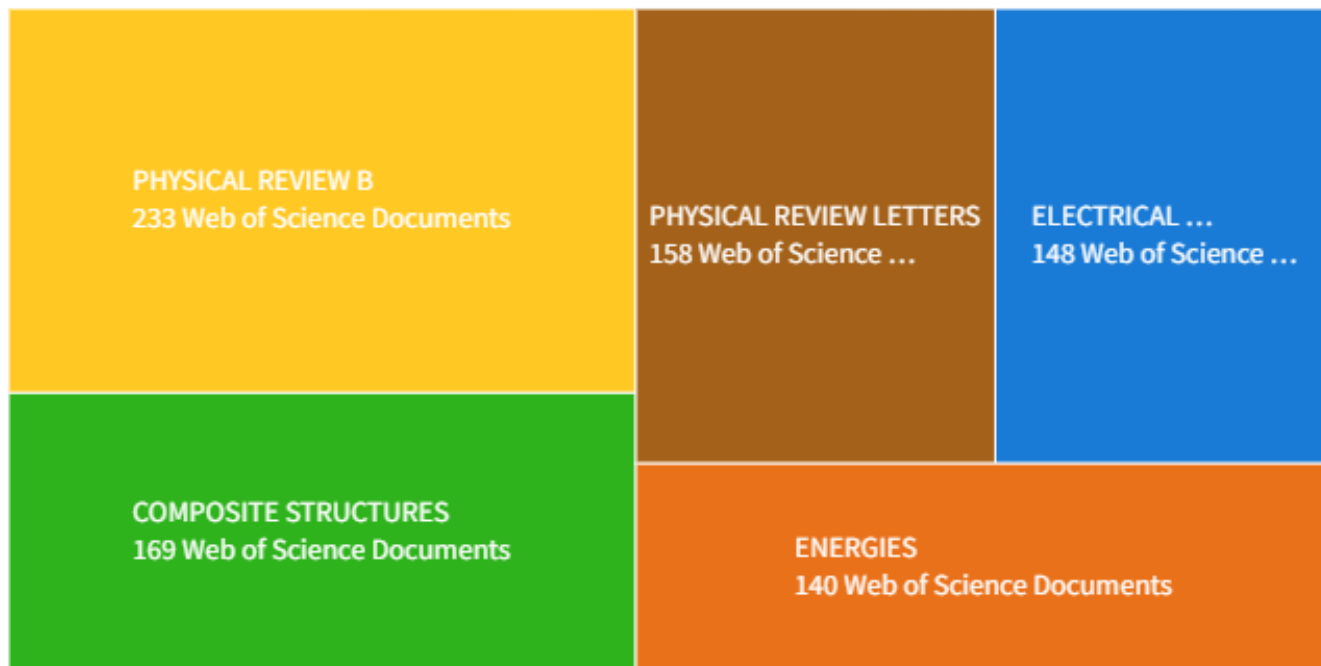 PHYSICAL REVIEW B
233 Web of Science Documents
COMPOSITE STRUCTURES
169 Web of Science Documents
PHYSICAL REVIEW LETTERS
158 Web of Science ...
ELECTRICAL ...
148 Web of Science ...
ENERGIES
140 Web of Science Documents